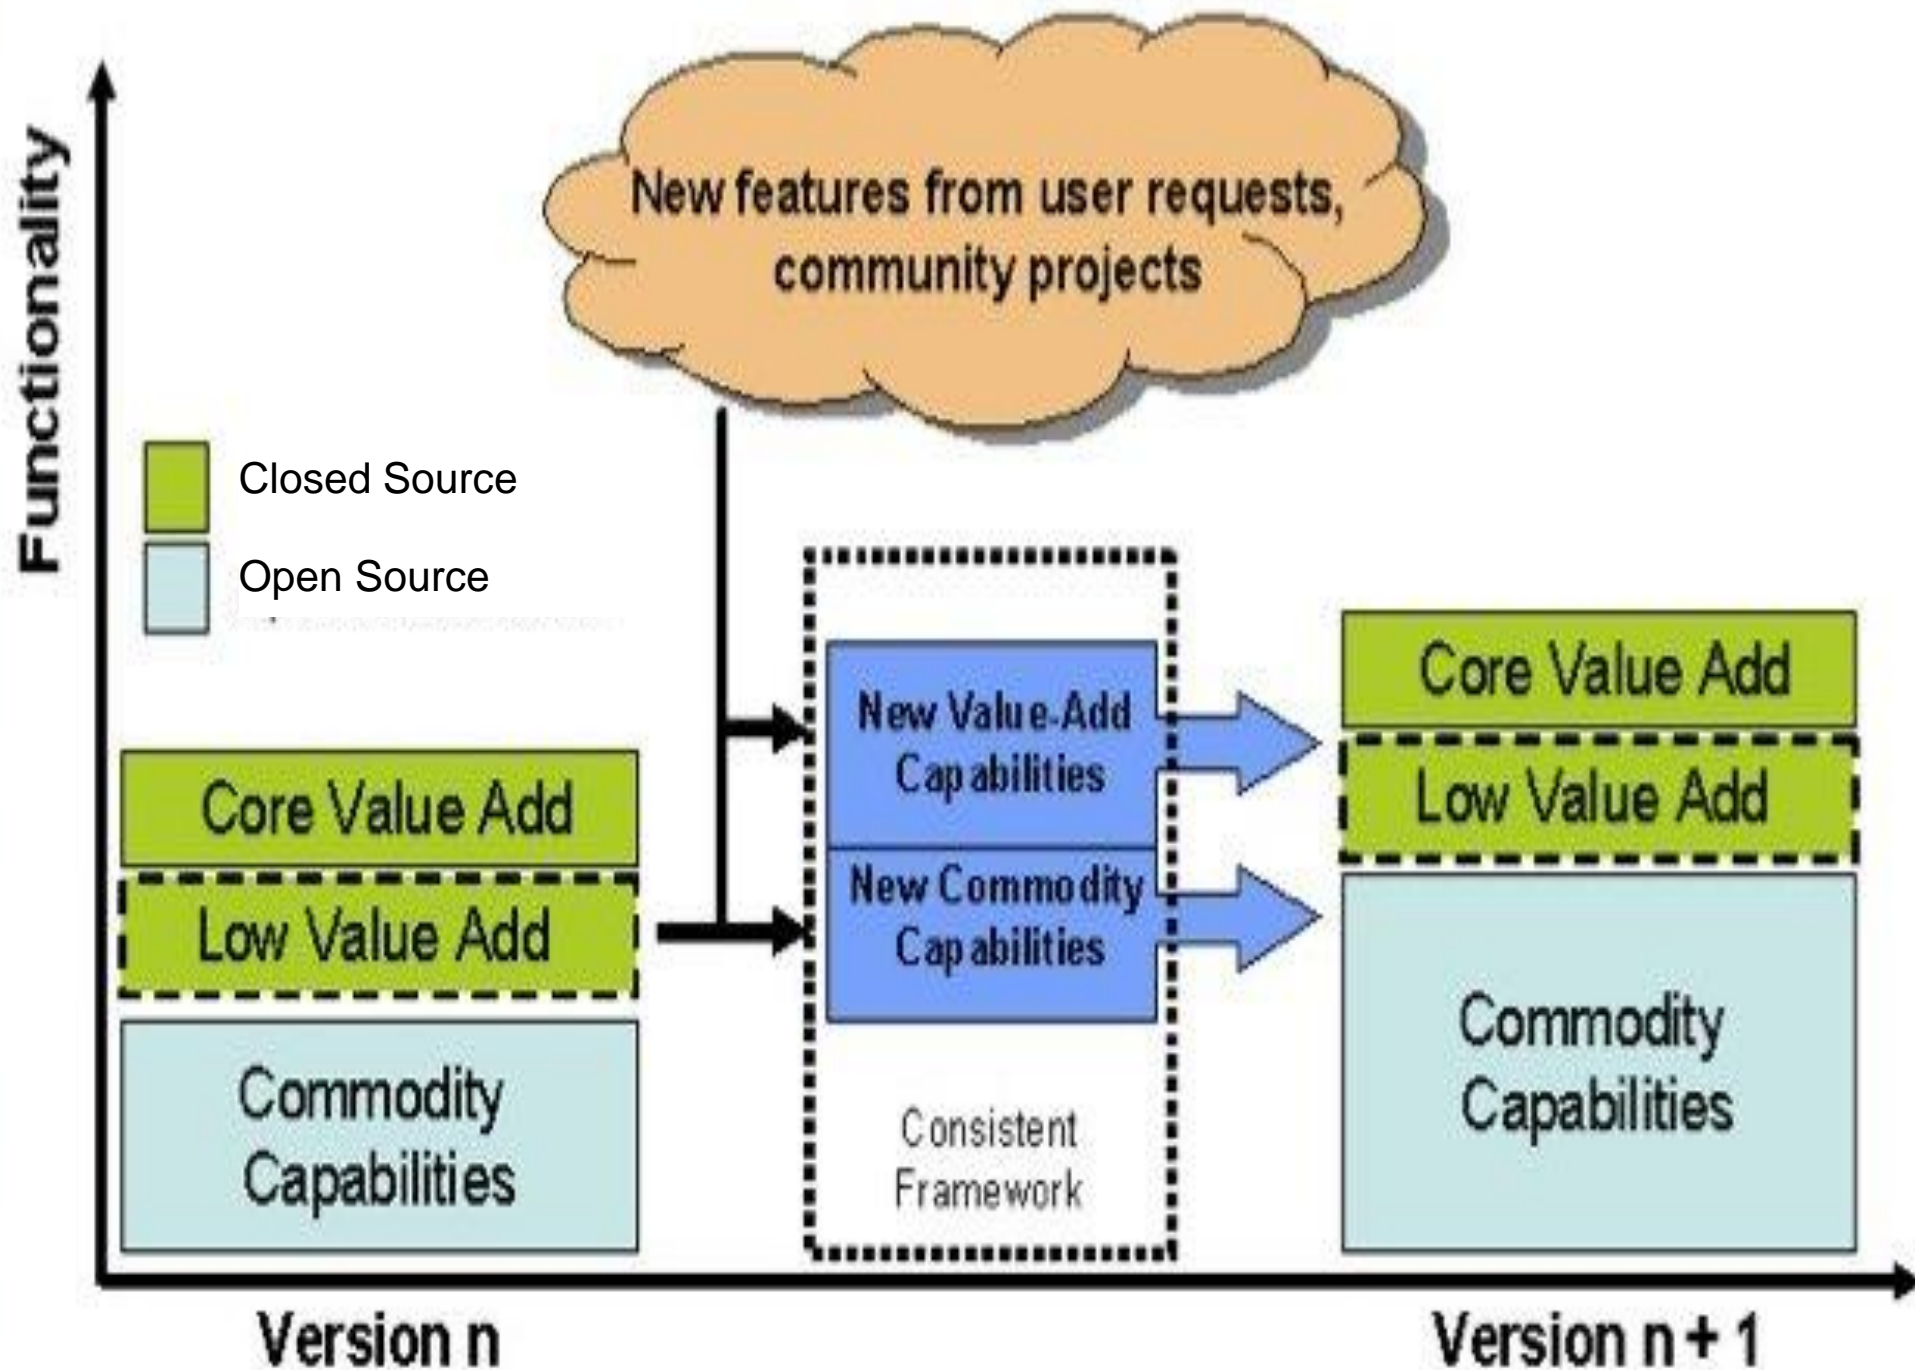 Functionality
New features from user requests,
community projects
Closed Source
Open Source
Core Value Add
Low Value Add
Commodity
Capabilities
New Value-Add
Capabilities
New Commodity
Capabilities
Consistent
Framework
Core Value Add
Low Value Add
Commodity
Capabilities
Version n
Version n + 1